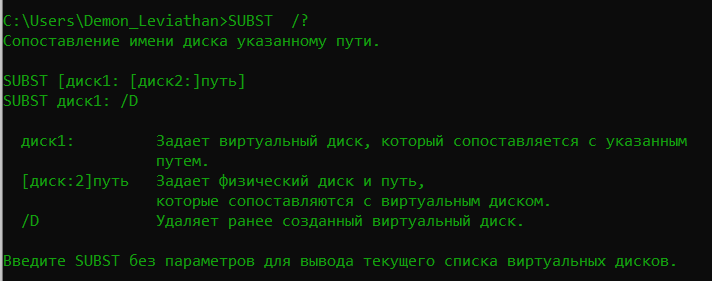 C:\Users\Demon_Leviathan>SUBST  /?
Сопоставление имени диска указанному пути.
SUBST [диск1: [диск2:]путь]
SUBST диск1: /D
диск1:         Задает виртуальный диск, который сопоставляется с указанным
путем.
[диск:2]путь   Задает физический диск и путь,
которые сопоставляются с виртуальным диском.
/D             Удаляет ранее созданный виртуальный диск.
Введите SUBST без параметров для вывода текущего списка виртуальных дисков.